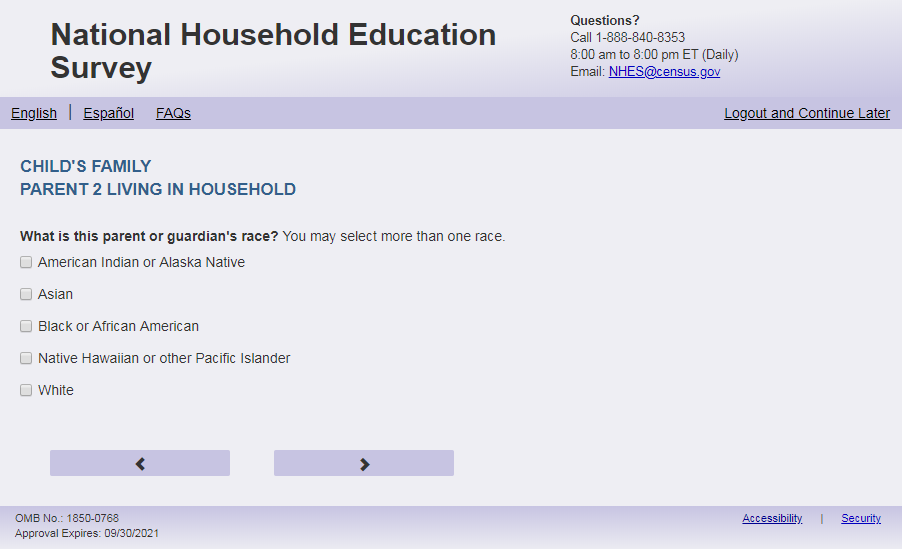 National Household Education
Survey
Questions?
Call 1-888-840-8353
8:00 am to 8:00 pm ET (Daily)
Email: NHES@census.gov
English | Español FAQs Logout and Continue Later
CHILD'S FAMILY
PARENT 2 LIVING IN HOUSEHOLD
What is this parent or guardian's race? You may select more than one race.
American Indian or Alaska Native
Asian
Black or African American
Native Hawaiian or other Pacific Islander
White
OMB No.: 1850-0768
Approval Expires: 09/30/2021
Accessibility | Security